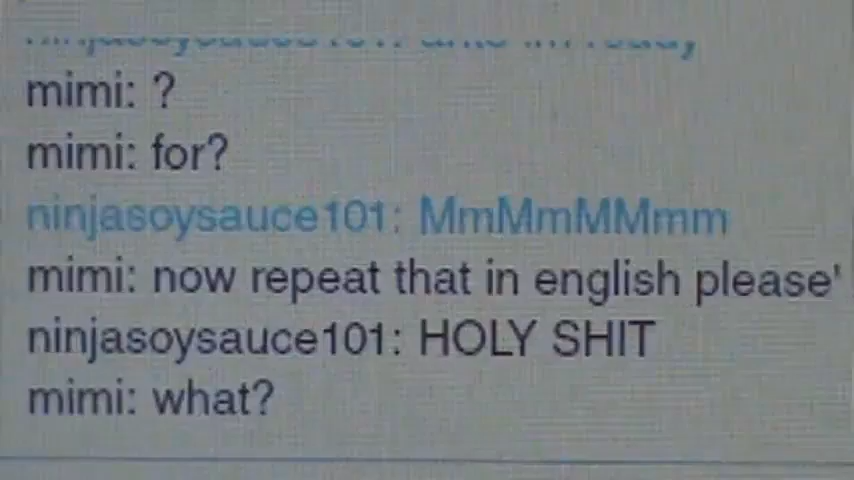 mimi: ?
mimi: for?
ninjasoysauce101: MmMmMMmm
mimi: now repeat that in english please'
ninjasoysauce101: HOLY SHIT
mimi: what?